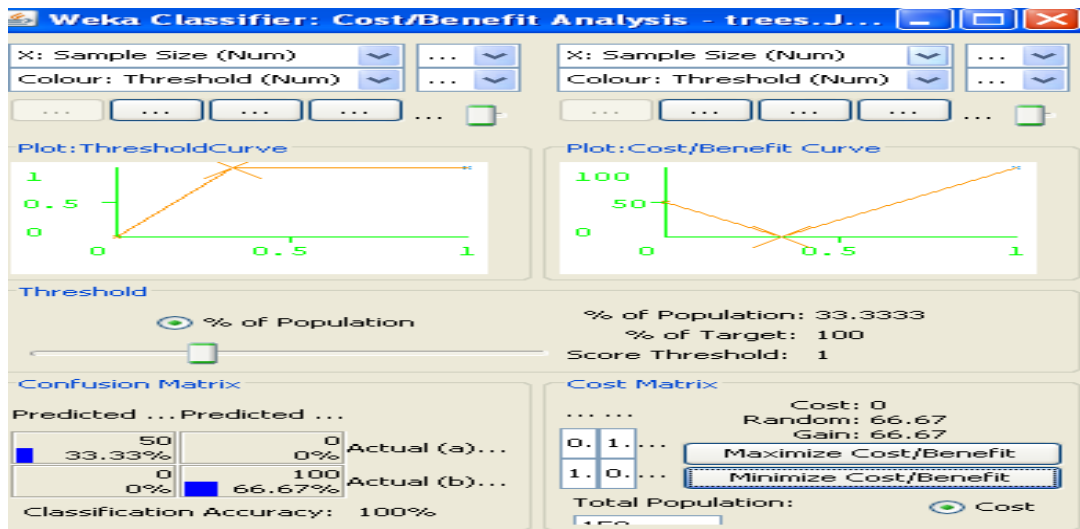 Weka Classifier: Cost/Benefit Analysis - trees.J...
X: Sample Size (Num)
...
X: Sample Size (Num)
...
Colour: Threshold (Num)
...
Colour: Threshold (Num)
...
... ... ... ... ...
... ... ... ... ...
Plot:ThresholdCurve
1
0.5
0
0 0.5 1
Plot:Cost/Benefit Curve
100
50
0
0 0.5 1
Threshold
% of Population
% of Population: 33.3333
% of Target: 100
Score Threshold: 1
Confusion Matrix
Predicted ... Predicted ...
50 0
33.33% 0% Actual (a)...
0 100
0% 66.67% Actual (b)...
Classification Accuracy: 100%
Cost Matrix
... ...
0. 1. ...
1. 0. ...
Cost: 0
Random: 66.67
Gain: 66.67
Maximize Cost/Benefit
Minimize Cost/Benefit
Total Population:
Cost